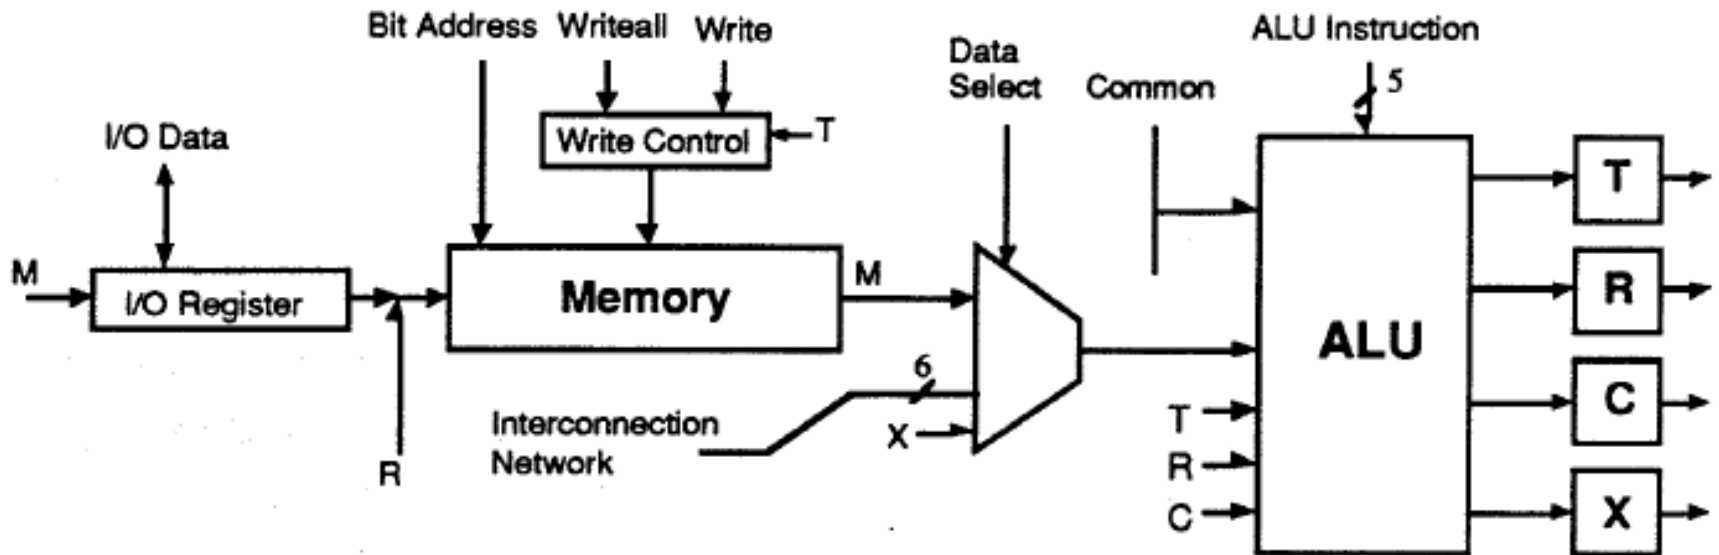 Bit Address Writeall Write
Data
Select
ALU Instruction
5
Common
I/O Data
Write Control
T
T
M
I/O Register
Memory
M
R
ALU
6
Interconnection
Network
X
T
R
C
R
C
X